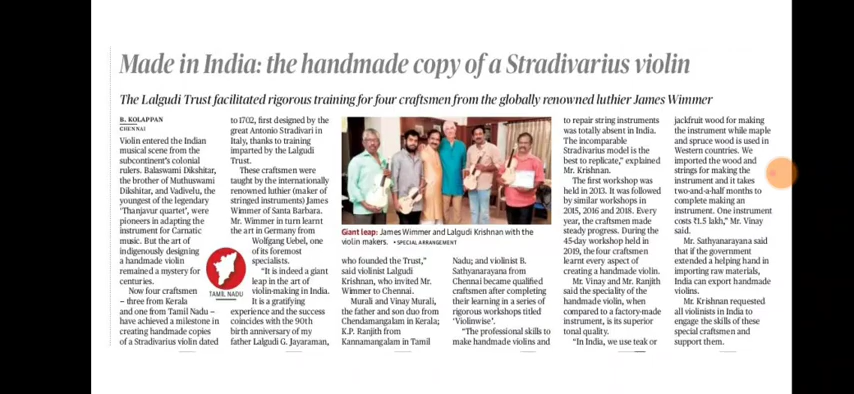 Made in India: the handmade copy of a Stradivarius violin
The Lalgudi Trust facilitated rigorous training for four craftsmen from the globally renowned luthier James Wimmer
B. KOLAPPAN
CHENNAI
Violin entered the Indian
musical scene from the
subcontinent's colonial
rulers. Balaswami Dikshitar,
the brother of Muthuswami
Dikshitar, and Vadivelu, the
youngest of the legendary
'Thanjavur quartet', were
pioneers in adapting the
instrument for Carnatic
music. But the art of
indigenously designing
a handmade violin
remained a mystery for
centuries.
Now four craftsmen
– three from Kerala
and one from Tamil Nadu –
have achieved a milestone in
creating handmade copies
of a Stradivarius violin dated
to 1702, first designed by the
great Antonio Stradivari in
Italy, thanks to training
imparted by the Lalgudi
Trust.
These craftsmen were
taught by the internationally
renowned luthier (maker of
stringed instruments) James
Wimmer of Santa Barbara.
Mr. Wimmer in turn learnt
the art in Germany from
Wolfgang Uebel, one
of its foremost
specialists.
"It is indeed a giant
leap in the art of
violin-making in India.
It is a gratifying
experience and the success
coincides with the 90th
birth anniversary of my
father Lalgudi G. Jayaraman,
TAMIL NADU
Giant leap: James Wimmer and Lalgudi Krishnan with the
violin makers. • SPECIAL ARRANGEMENT
who founded the Trust,"
said violinist Lalgudi
Krishnan, who invited Mr.
Wimmer to Chennai.
Murali and Vinay Murali,
the father and son duo from
Chendamangalam in Kerala;
K.P. Ranjith from
Kannamangalam in Tamil
Nadu; and violinist B.
Sathyanarayana from
Chennai became qualified
craftsmen after completing
their learning in a series of
rigorous workshops titled
'Violinwise'.
"The professional skills to
make handmade violins and
to repair string instruments
was totally absent in India.
The incomparable
Stradivarius model is the
best to replicate," explained
Mr. Krishnan.
The first workshop was
held in 2013. It was followed
by similar workshops in
2015, 2016 and 2018. Every
year, the craftsmen made
steady progress. During the
45-day workshop held in
2019, the four craftsmen
learnt every aspect of
creating a handmade violin.
Mr. Vinay and Mr. Ranjith
said the speciality of the
handmade violin, when
compared to a factory-made
instrument, is its superior
tonal quality.
"In India, we use teak or
jackfruit wood for making
the instrument while maple
and spruce wood is used in
Western countries. We
imported the wood and
strings for making the
instrument and it takes
two-and-a-half months to
complete making an
instrument. One instrument
costs ₹1.5 lakh," Mr. Vinay
said.
Mr. Sathyanarayana said
that if the government
extended a helping hand in
importing raw materials,
India can export handmade
violins.
Mr. Krishnan requested
all violinists in India to
engage the skills of these
special craftsmen and
support them.